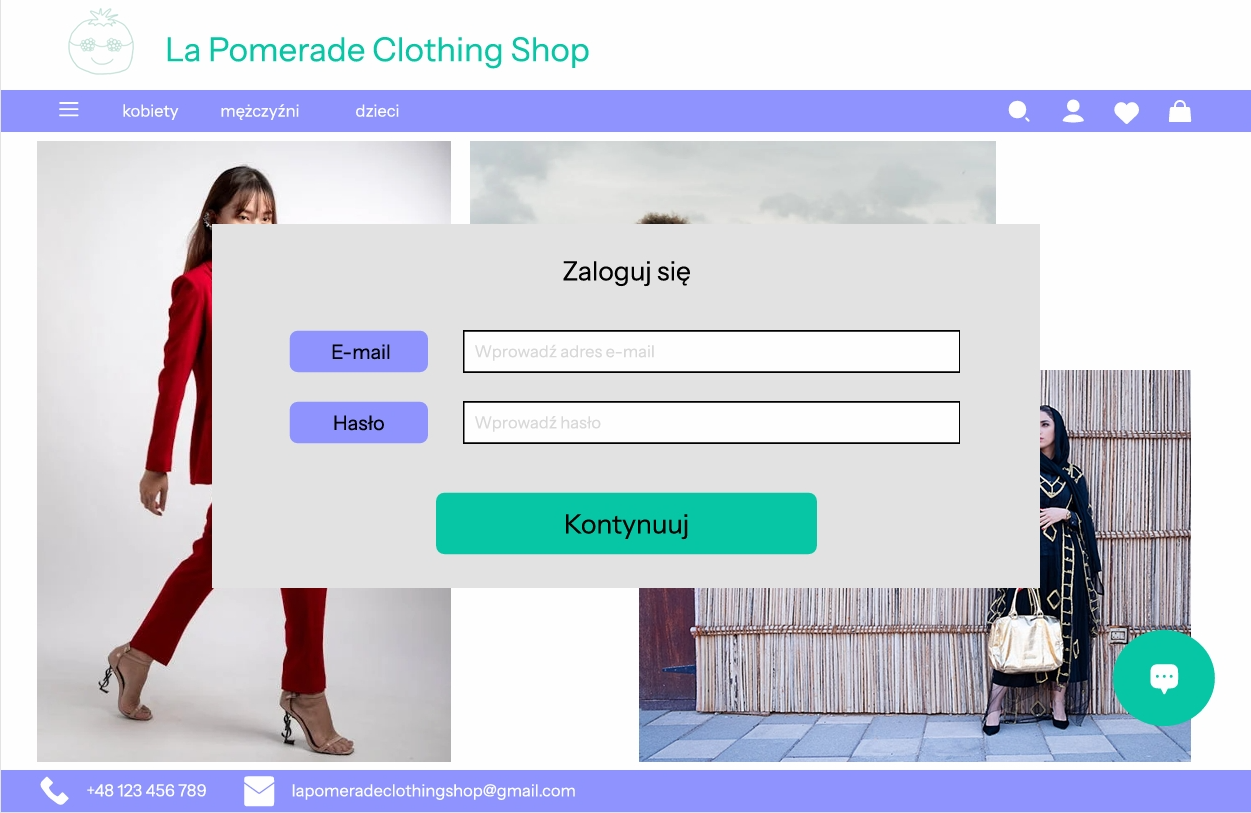 La Pomerade Clothing Shop
kobiety mężczyźni dzieci
Zaloguj się
E-mail Wprowadź adres e-mail
Hasło Wprowadź hasło
Kontynuuj
+48 123 456 789 lapomeradeclothingshop@gmail.com